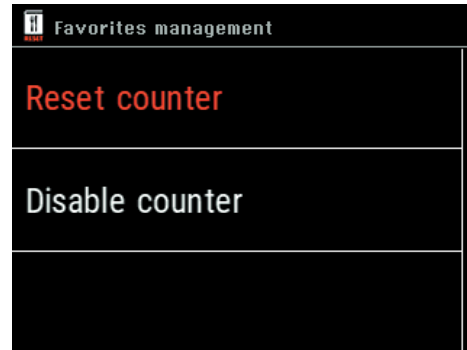 RESET
Favorites management
Reset counter
Disable counter